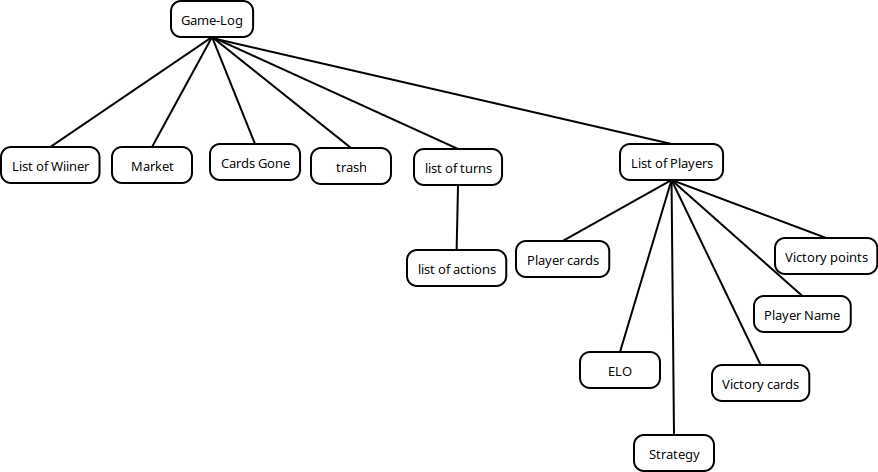 Game-Log
List of Wiiner
Market
Cards Gone
trash
list of turns
List of Players
list of actions
Player cards
Victory points
Player Name
ELO
Victory cards
Strategy